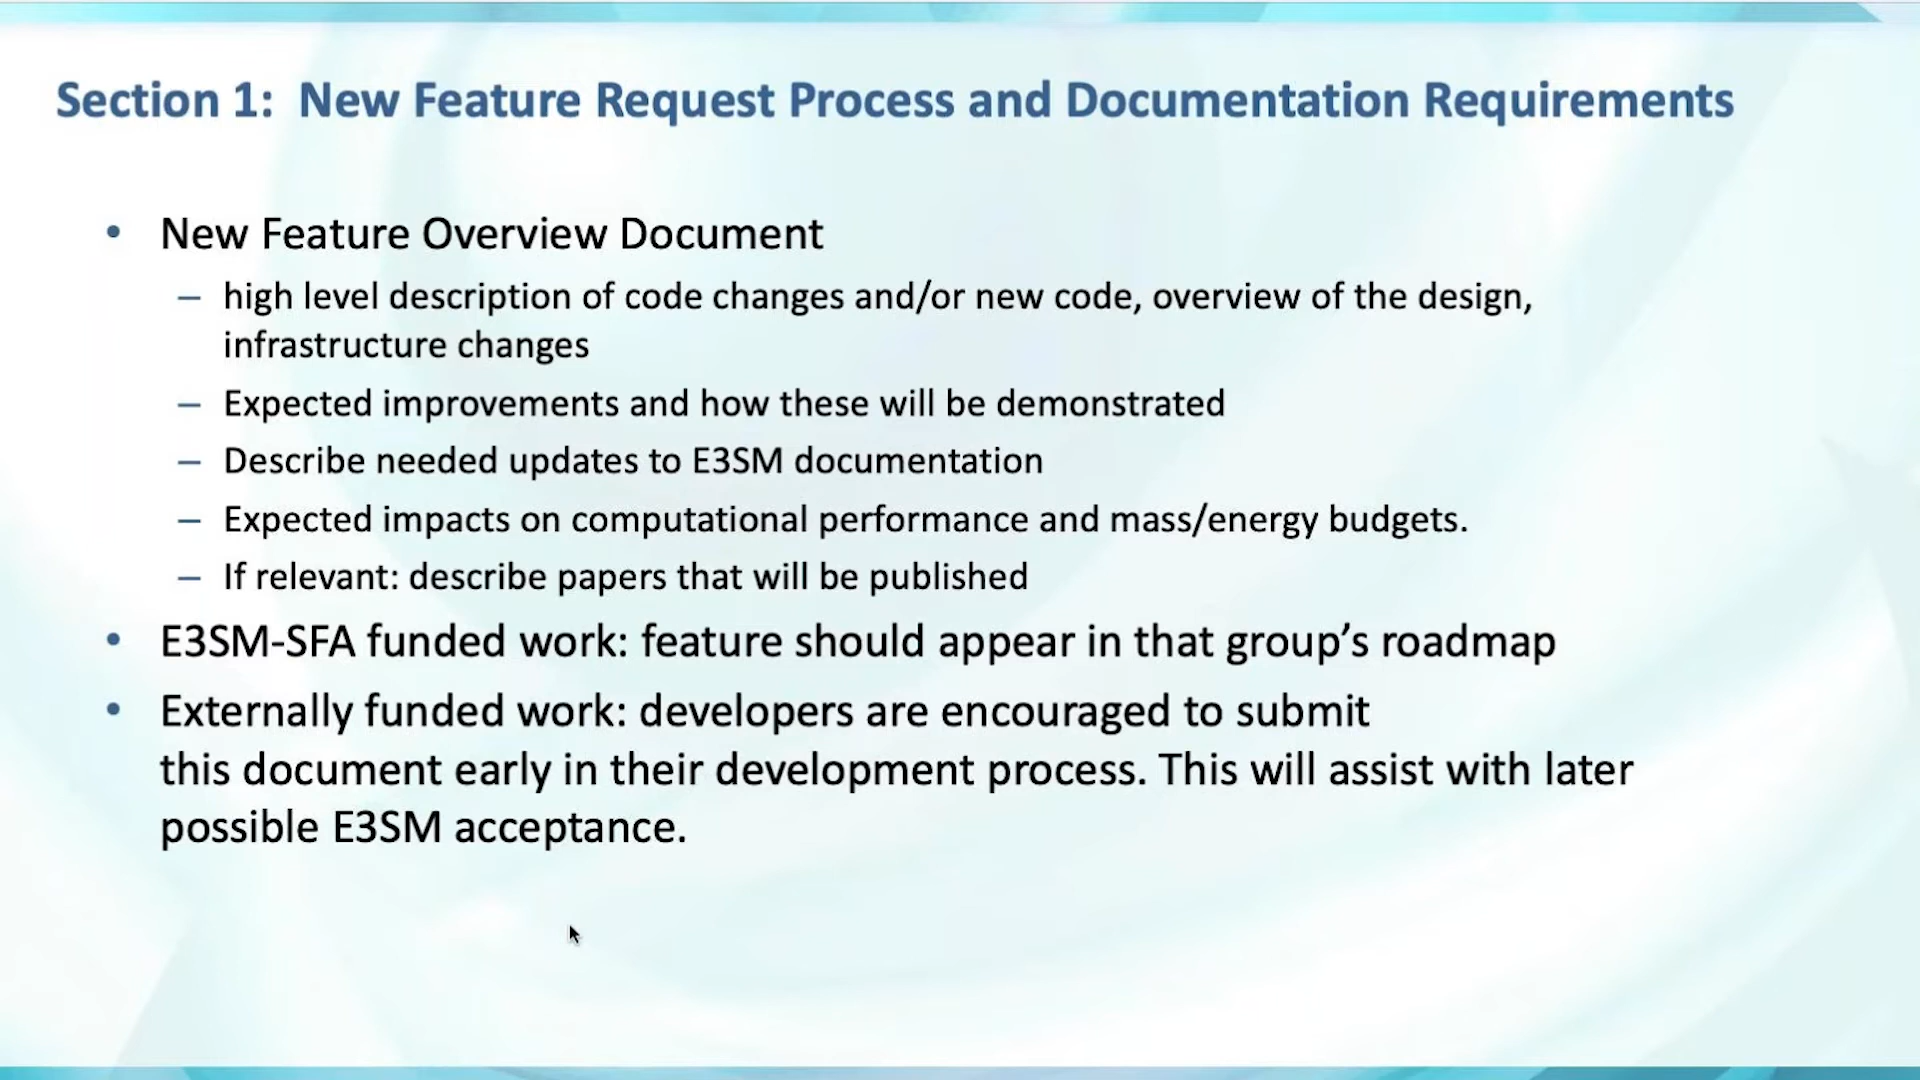 Section 1:  New Feature Request Process and Documentation Requirements
• New Feature Overview Document
– high level description of code changes and/or new code, overview of the design,
infrastructure changes
– Expected improvements and how these will be demonstrated
– Describe needed updates to E3SM documentation
– Expected impacts on computational performance and mass/energy budgets.
– If relevant: describe papers that will be published
• E3SM-SFA funded work: feature should appear in that group’s roadmap
• Externally funded work: developers are encouraged to submit
this document early in their development process. This will assist with later
possible E3SM acceptance.